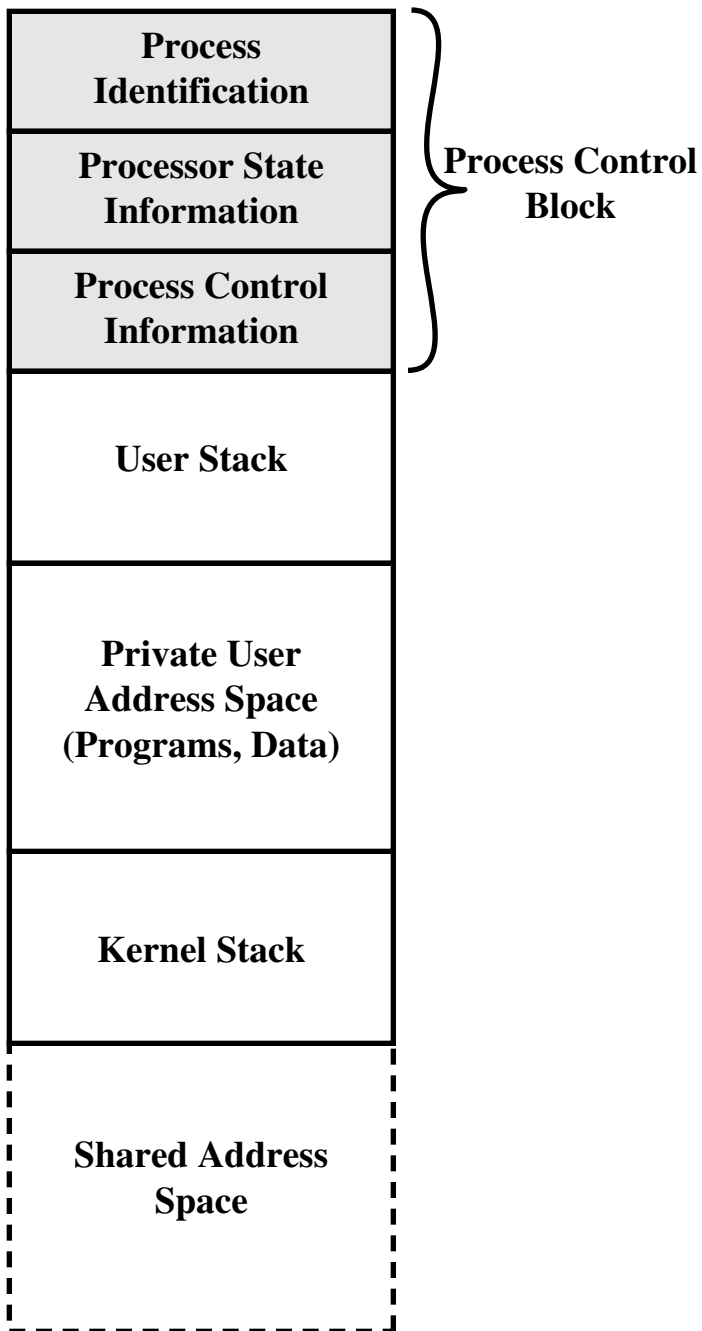 Process
Identification
Processor State
Information
Process Control
Information
Process Control
Block
User Stack
Private User
Address Space
(Programs, Data)
Kernel Stack
Shared Address
Space